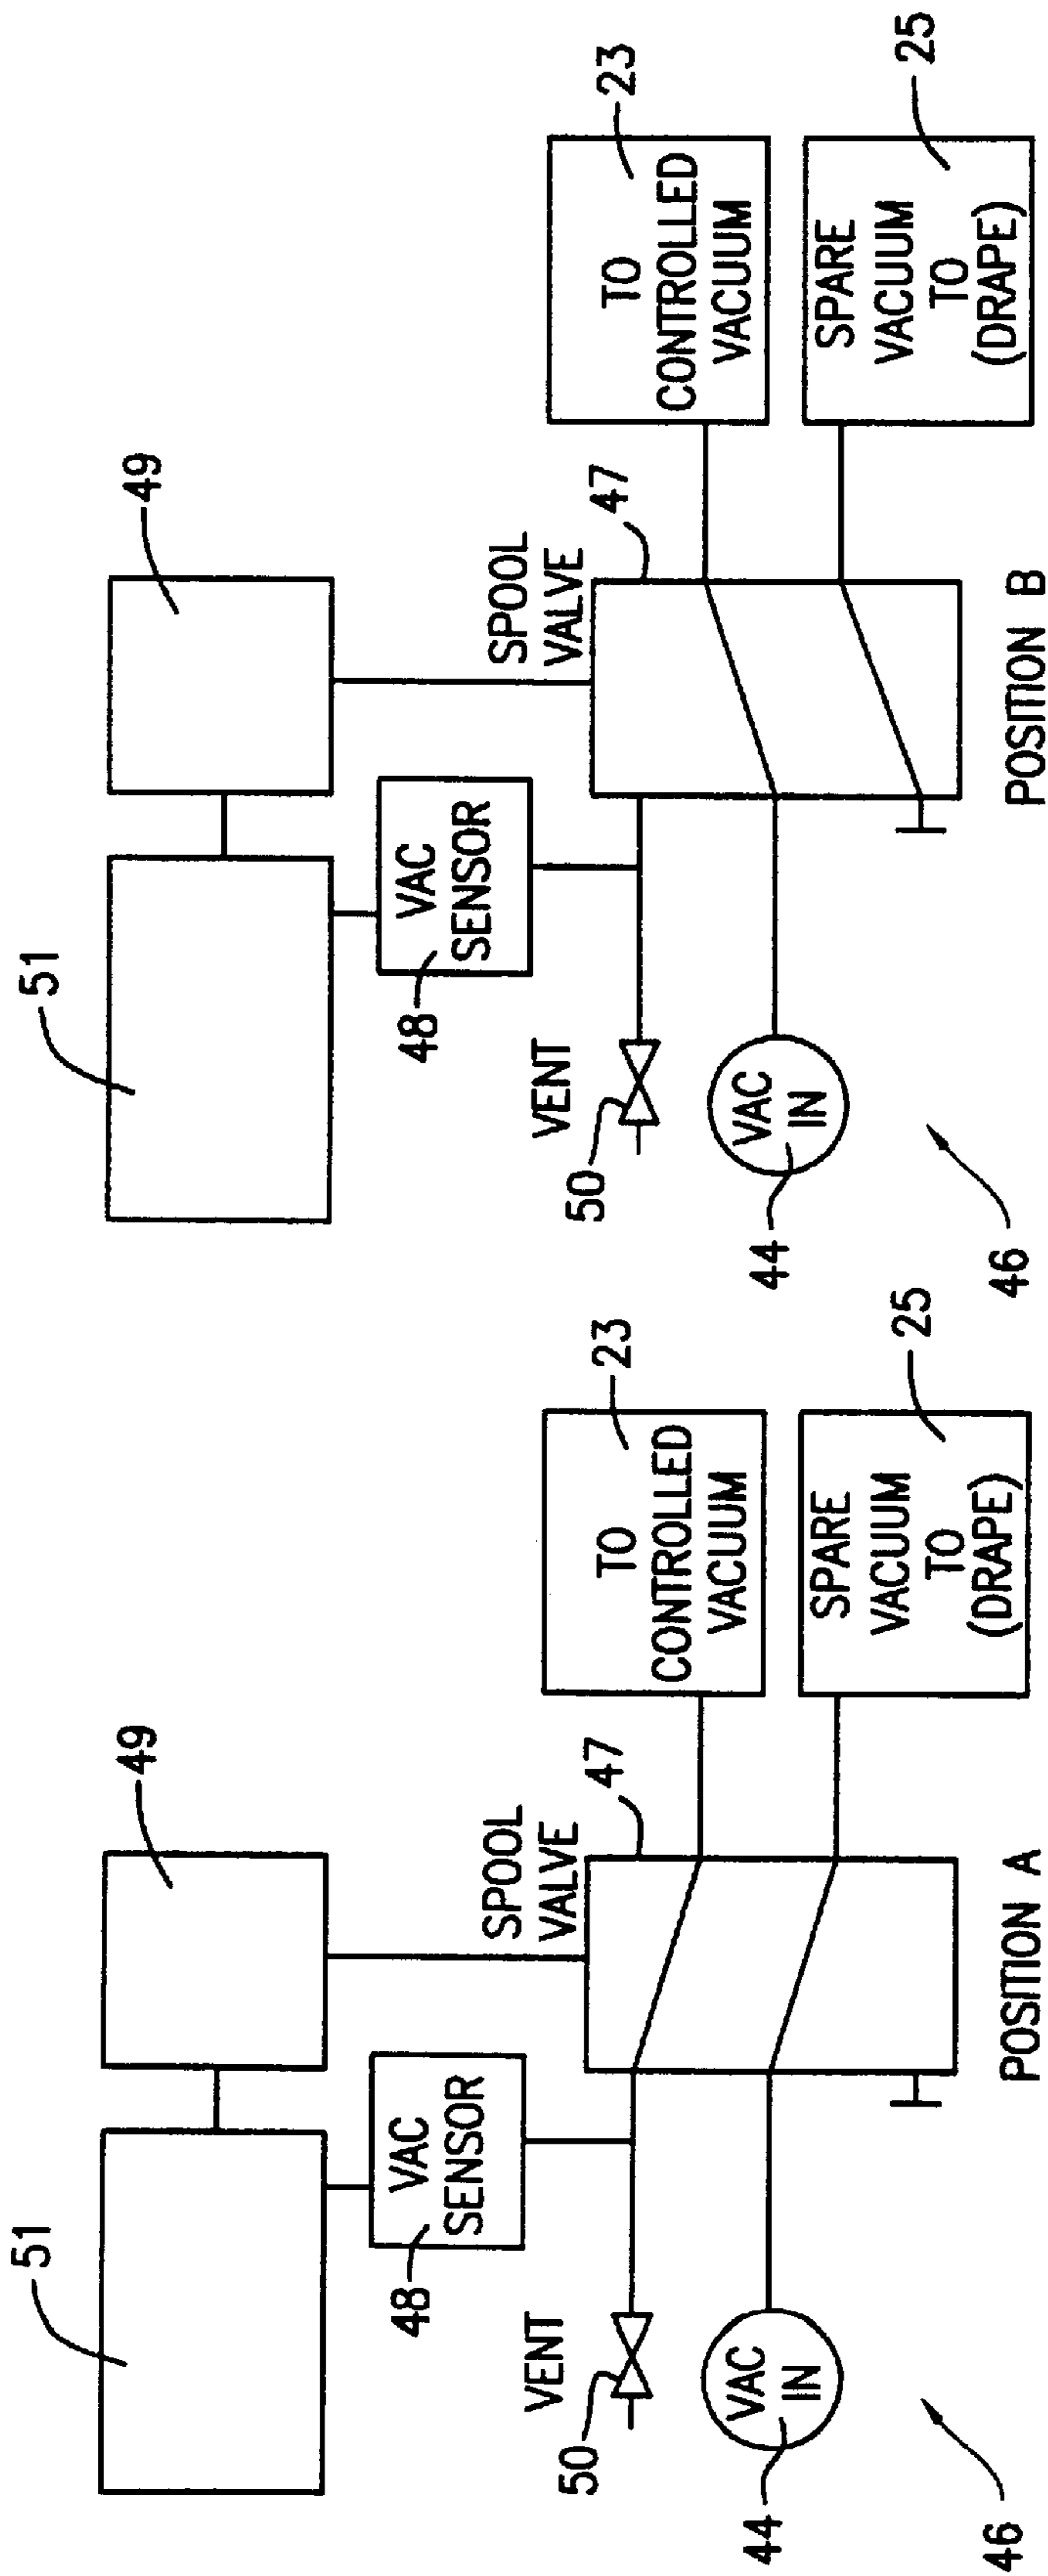 51
49
SPOOL
VALVE
47
VAC
SENSOR
48
VENT
50
VAC
IN
44
46
TO
CONTROLLED
VACUUM
23
SPARE
VACUUM
TO
(DRAPE)
25
POSITION A
51
49
SPOOL
VALVE
47
VAC
SENSOR
48
VENT
50
VAC
IN
44
46
TO
CONTROLLED
VACUUM
23
SPARE
VACUUM
TO
(DRAPE)
25
POSITION B